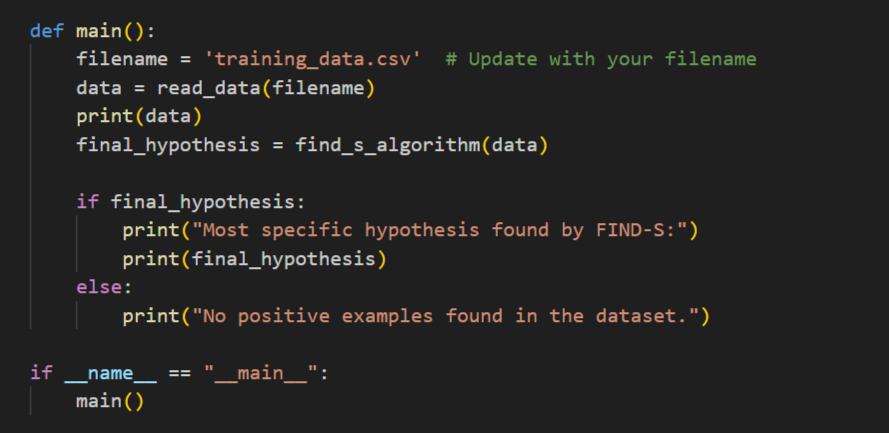 def main():
    filename = 'training_data.csv'  # Update with your filename
    data = read_data(filename)
    print(data)
    final_hypothesis = find_s_algorithm(data)

    if final_hypothesis:
        print("Most specific hypothesis found by FIND-S:")
        print(final_hypothesis)
    else:
        print("No positive examples found in the dataset.")

if __name__ == "__main__":
    main()